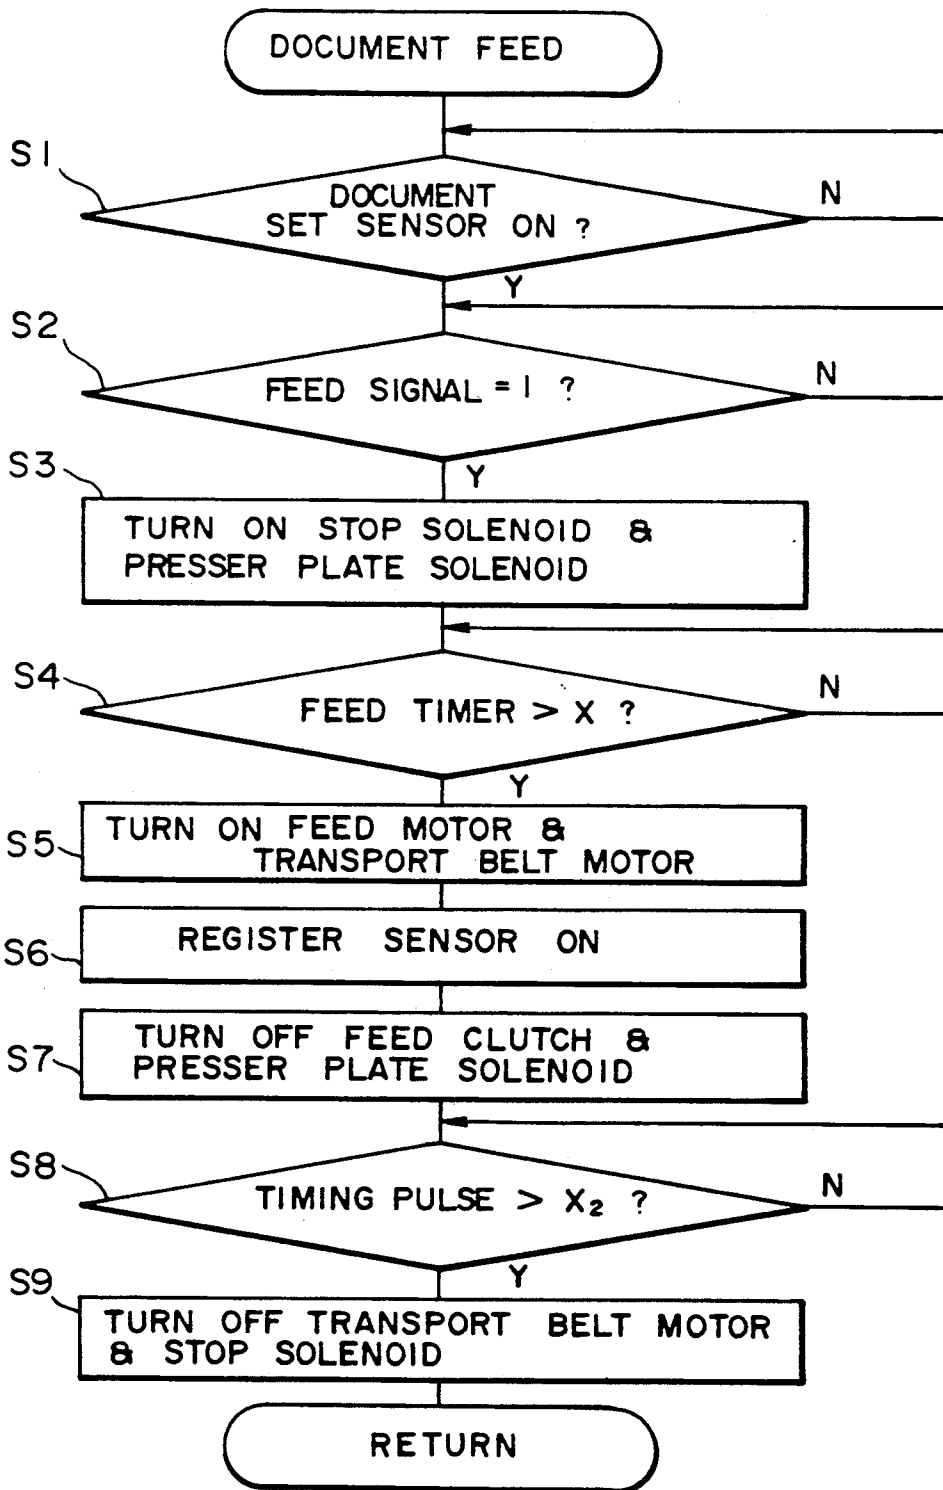 DOCUMENT FEED
S1
DOCUMENT
SET SENSOR ON ?
N
Y
S2
FEED SIGNAL = 1 ?
N
Y
S3
TURN ON STOP SOLENOID &
PRESSER PLATE SOLENOID
S4
FEED TIMER > X ?
N
Y
S5
TURN ON FEED MOTOR &
TRANSPORT BELT MOTOR
S6
REGISTER SENSOR ON
S7
TURN OFF FEED CLUTCH &
PRESSER PLATE SOLENOID
S8
TIMING PULSE > X₂ ?
N
Y
S9
TURN OFF TRANSPORT BELT MOTOR
& STOP SOLENOID
RETURN